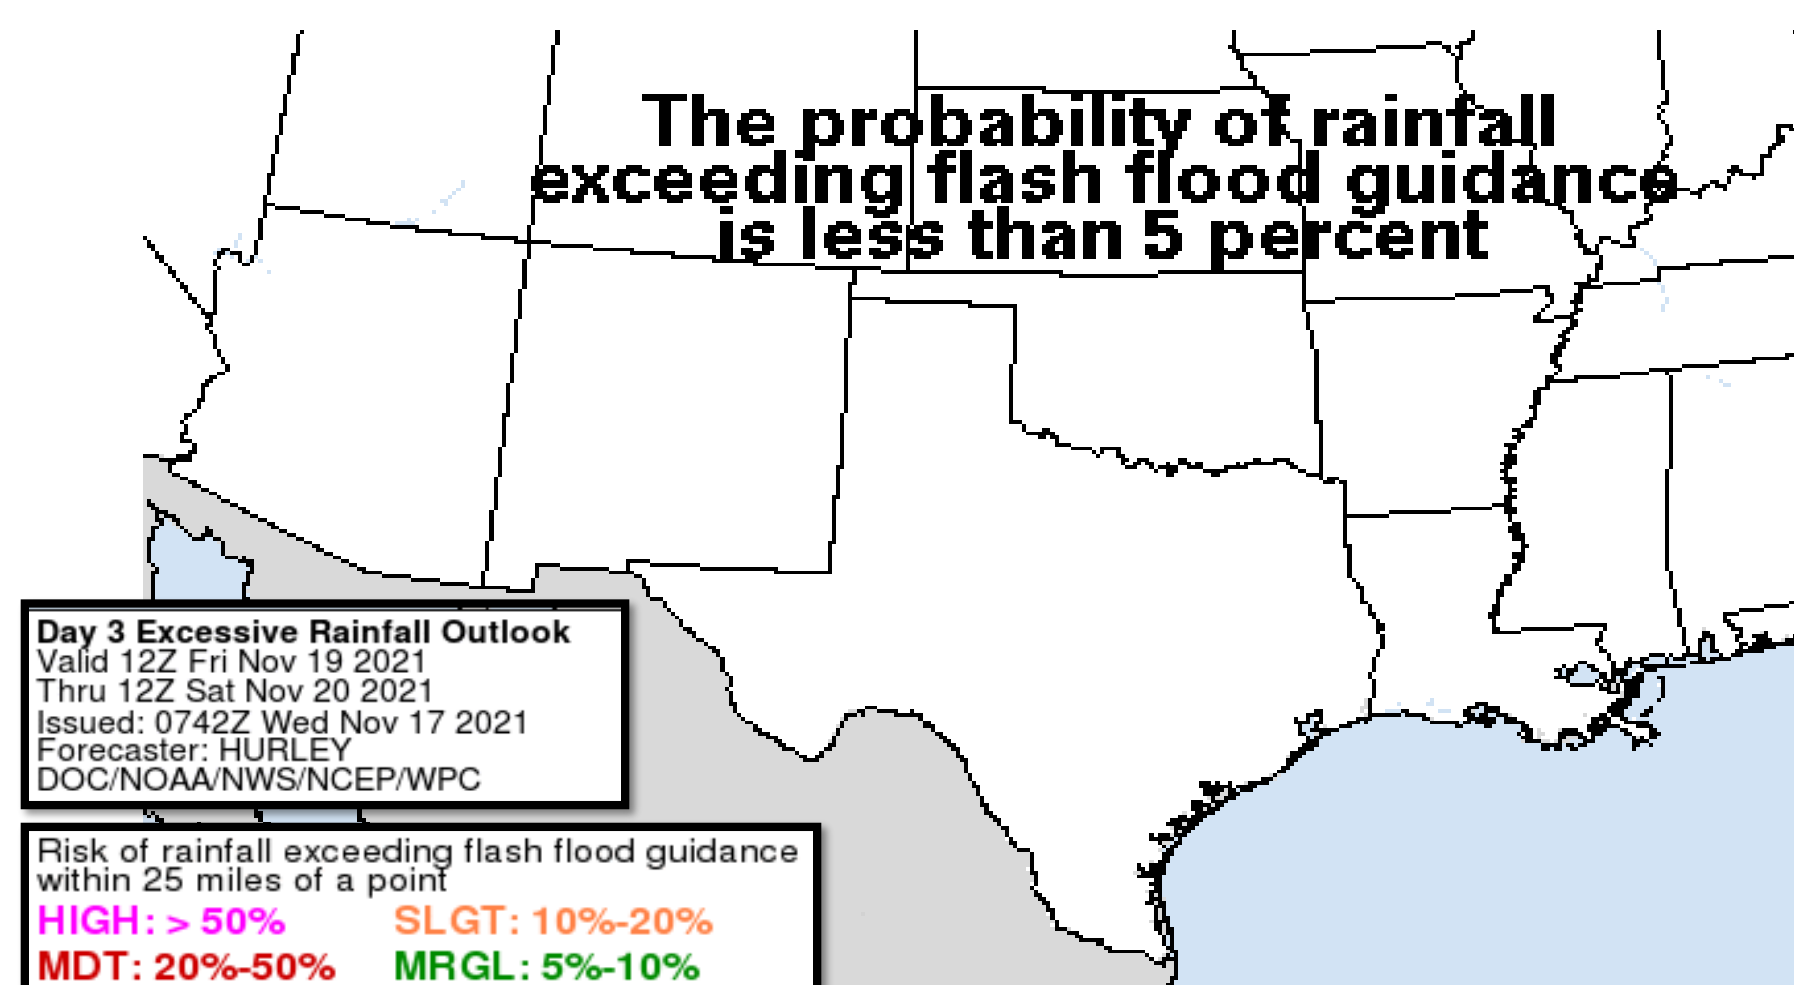 The probability of rainfall
exceeding flash flood guidance
is less than 5 percent
Day 3 Excessive Rainfall Outlook
Valid 12Z Fri Nov 19 2021
Thru 12Z Sat Nov 20 2021
Issued: 0742Z Wed Nov 17 2021
Forecaster: HURLEY
DOC/NOAA/NWS/NCEP/WPC
Risk of rainfall exceeding flash flood guidance
within 25 miles of a point
HIGH: > 50% SLGT: 10%-20%
MDT: 20%-50% MRGL: 5%-10%